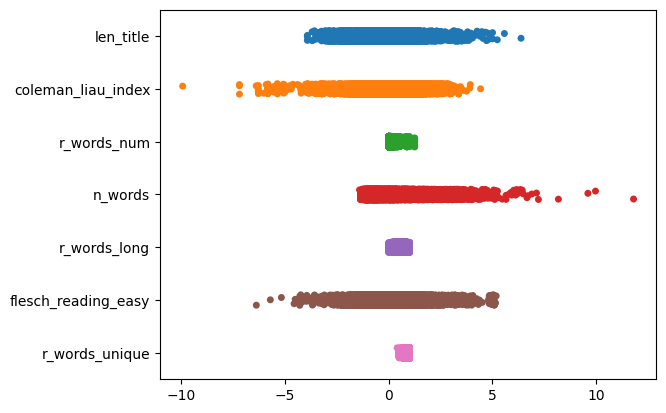 len_title
coleman_liau_index
r_words_num
n_words
r_words_long
flesch_reading_easy
r_words_unique
−10 −5 0 5 10